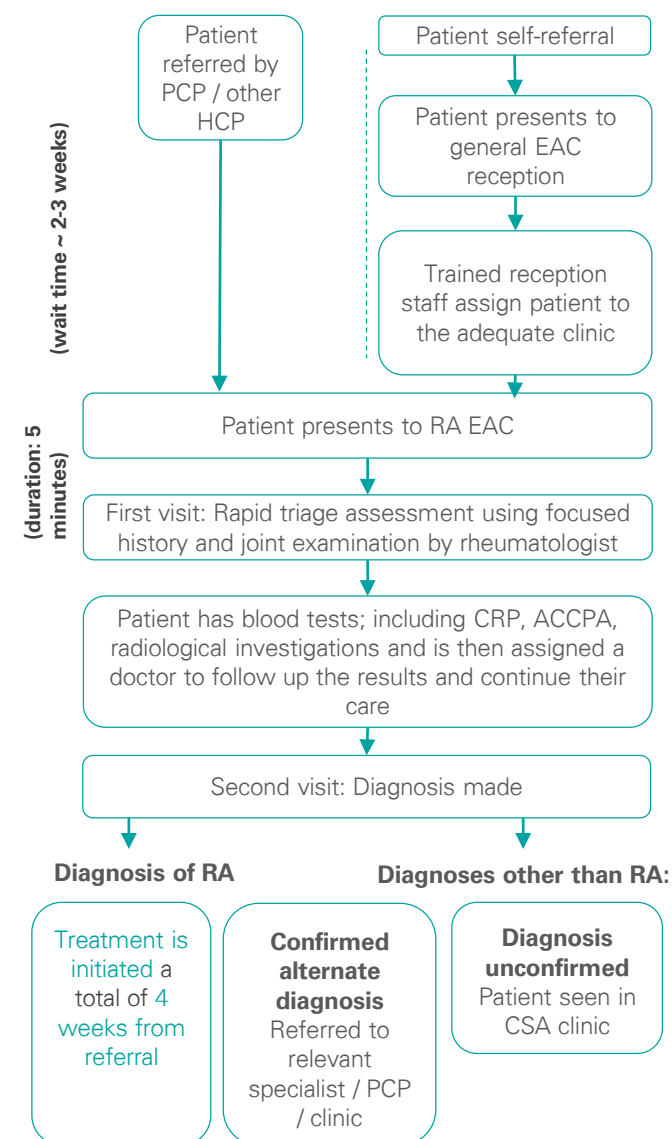 Patient
referred by
PCP / other
HCP
Patient self-referral
Patient presents to
general EAC
reception
Trained reception
staff assign patient to
the adequate clinic
(wait time ~ 2-3 weeks)
Patient presents to RA EAC
(duration: 5
minutes)
First visit: Rapid triage assessment using focused
history and joint examination by rheumatologist
Patient has blood tests; including CRP, ACCPA,
radiological investigations and is then assigned a
doctor to follow up the results and continue their
care
Second visit: Diagnosis made
Diagnosis of RA
Diagnoses other than RA:
Treatment is
initiated a
total of 4
weeks from
referral
Confirmed
alternate
diagnosis
Referred to
relevant
specialist / PCP
/ clinic
Diagnosis
unconfirmed
Patient seen in
CSA clinic